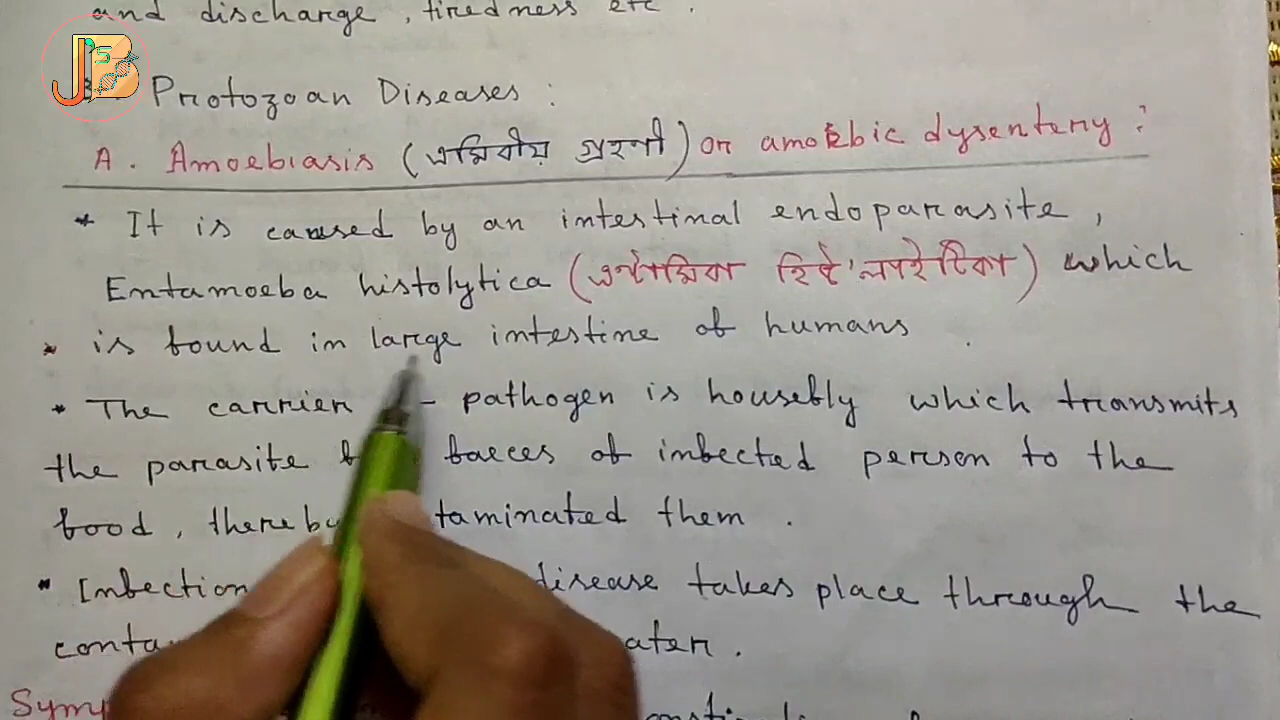 and discharge, tiredness etc.
JB's
Protozoan Diseases :
A. Amoebiasis (এমিবীয় গ্রহণী) or amoebic dysentery :
* It is caused by an intestinal endoparasite,
Entamoeba histolytica (এন্টামিবা হিস্টোলাইটিকা) which
* is found in large intestine of humans .
* The carrier - pathogen is housefly which transmits
the parasite faeces of infected person to the
food, thereby taminated them .
* Infection disease takes place through the
conta ater .
Symp